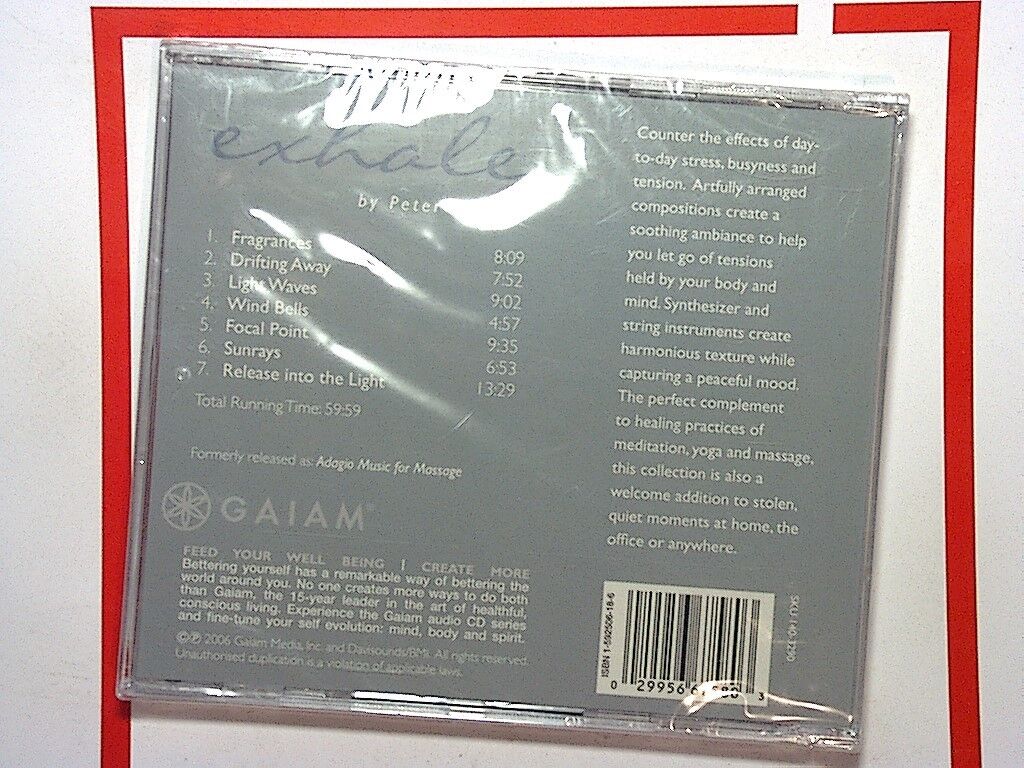 exhale
by Peter
1. Fragrances 8:09
2. Drifting Away 7:52
3. Light Waves 9:02
4. Wind Bells 4:57
5. Focal Point 9:35
6. Sunrays 6:53
7. Release into the Light 13:29
Total Running Time: 59:59
Formerly released as: Adagio Music for Massage
GAIAM
FEED YOUR WELL BEING | CREATE MORE
Bettering yourself has a remarkable way of bettering the
world around you. No one creates more ways to do both
than Gaiam, the 15-year leader in the art of healthful,
conscious living. Experience the Gaiam audio CD series
and fine-tune your self evolution: mind, body and spirit.
©℗ 2006 Gaiam Media, Inc. and Davisounds/BMI. All rights reserved.
Unauthorised duplication is a violation of applicable laws.
Counter the effects of day-
to-day stress, busyness and
tension. Artfully arranged
compositions create a
soothing ambiance to help
you let go of tensions
held by your body and
mind. Synthesizer and
string instruments create
harmonious texture while
capturing a peaceful mood.
The perfect complement
to healing practices of
meditation, yoga and massage,
this collection is also a
welcome addition to stolen,
quiet moments at home, the
office or anywhere.
ISBN 1-592506-18-6
0 29956 3